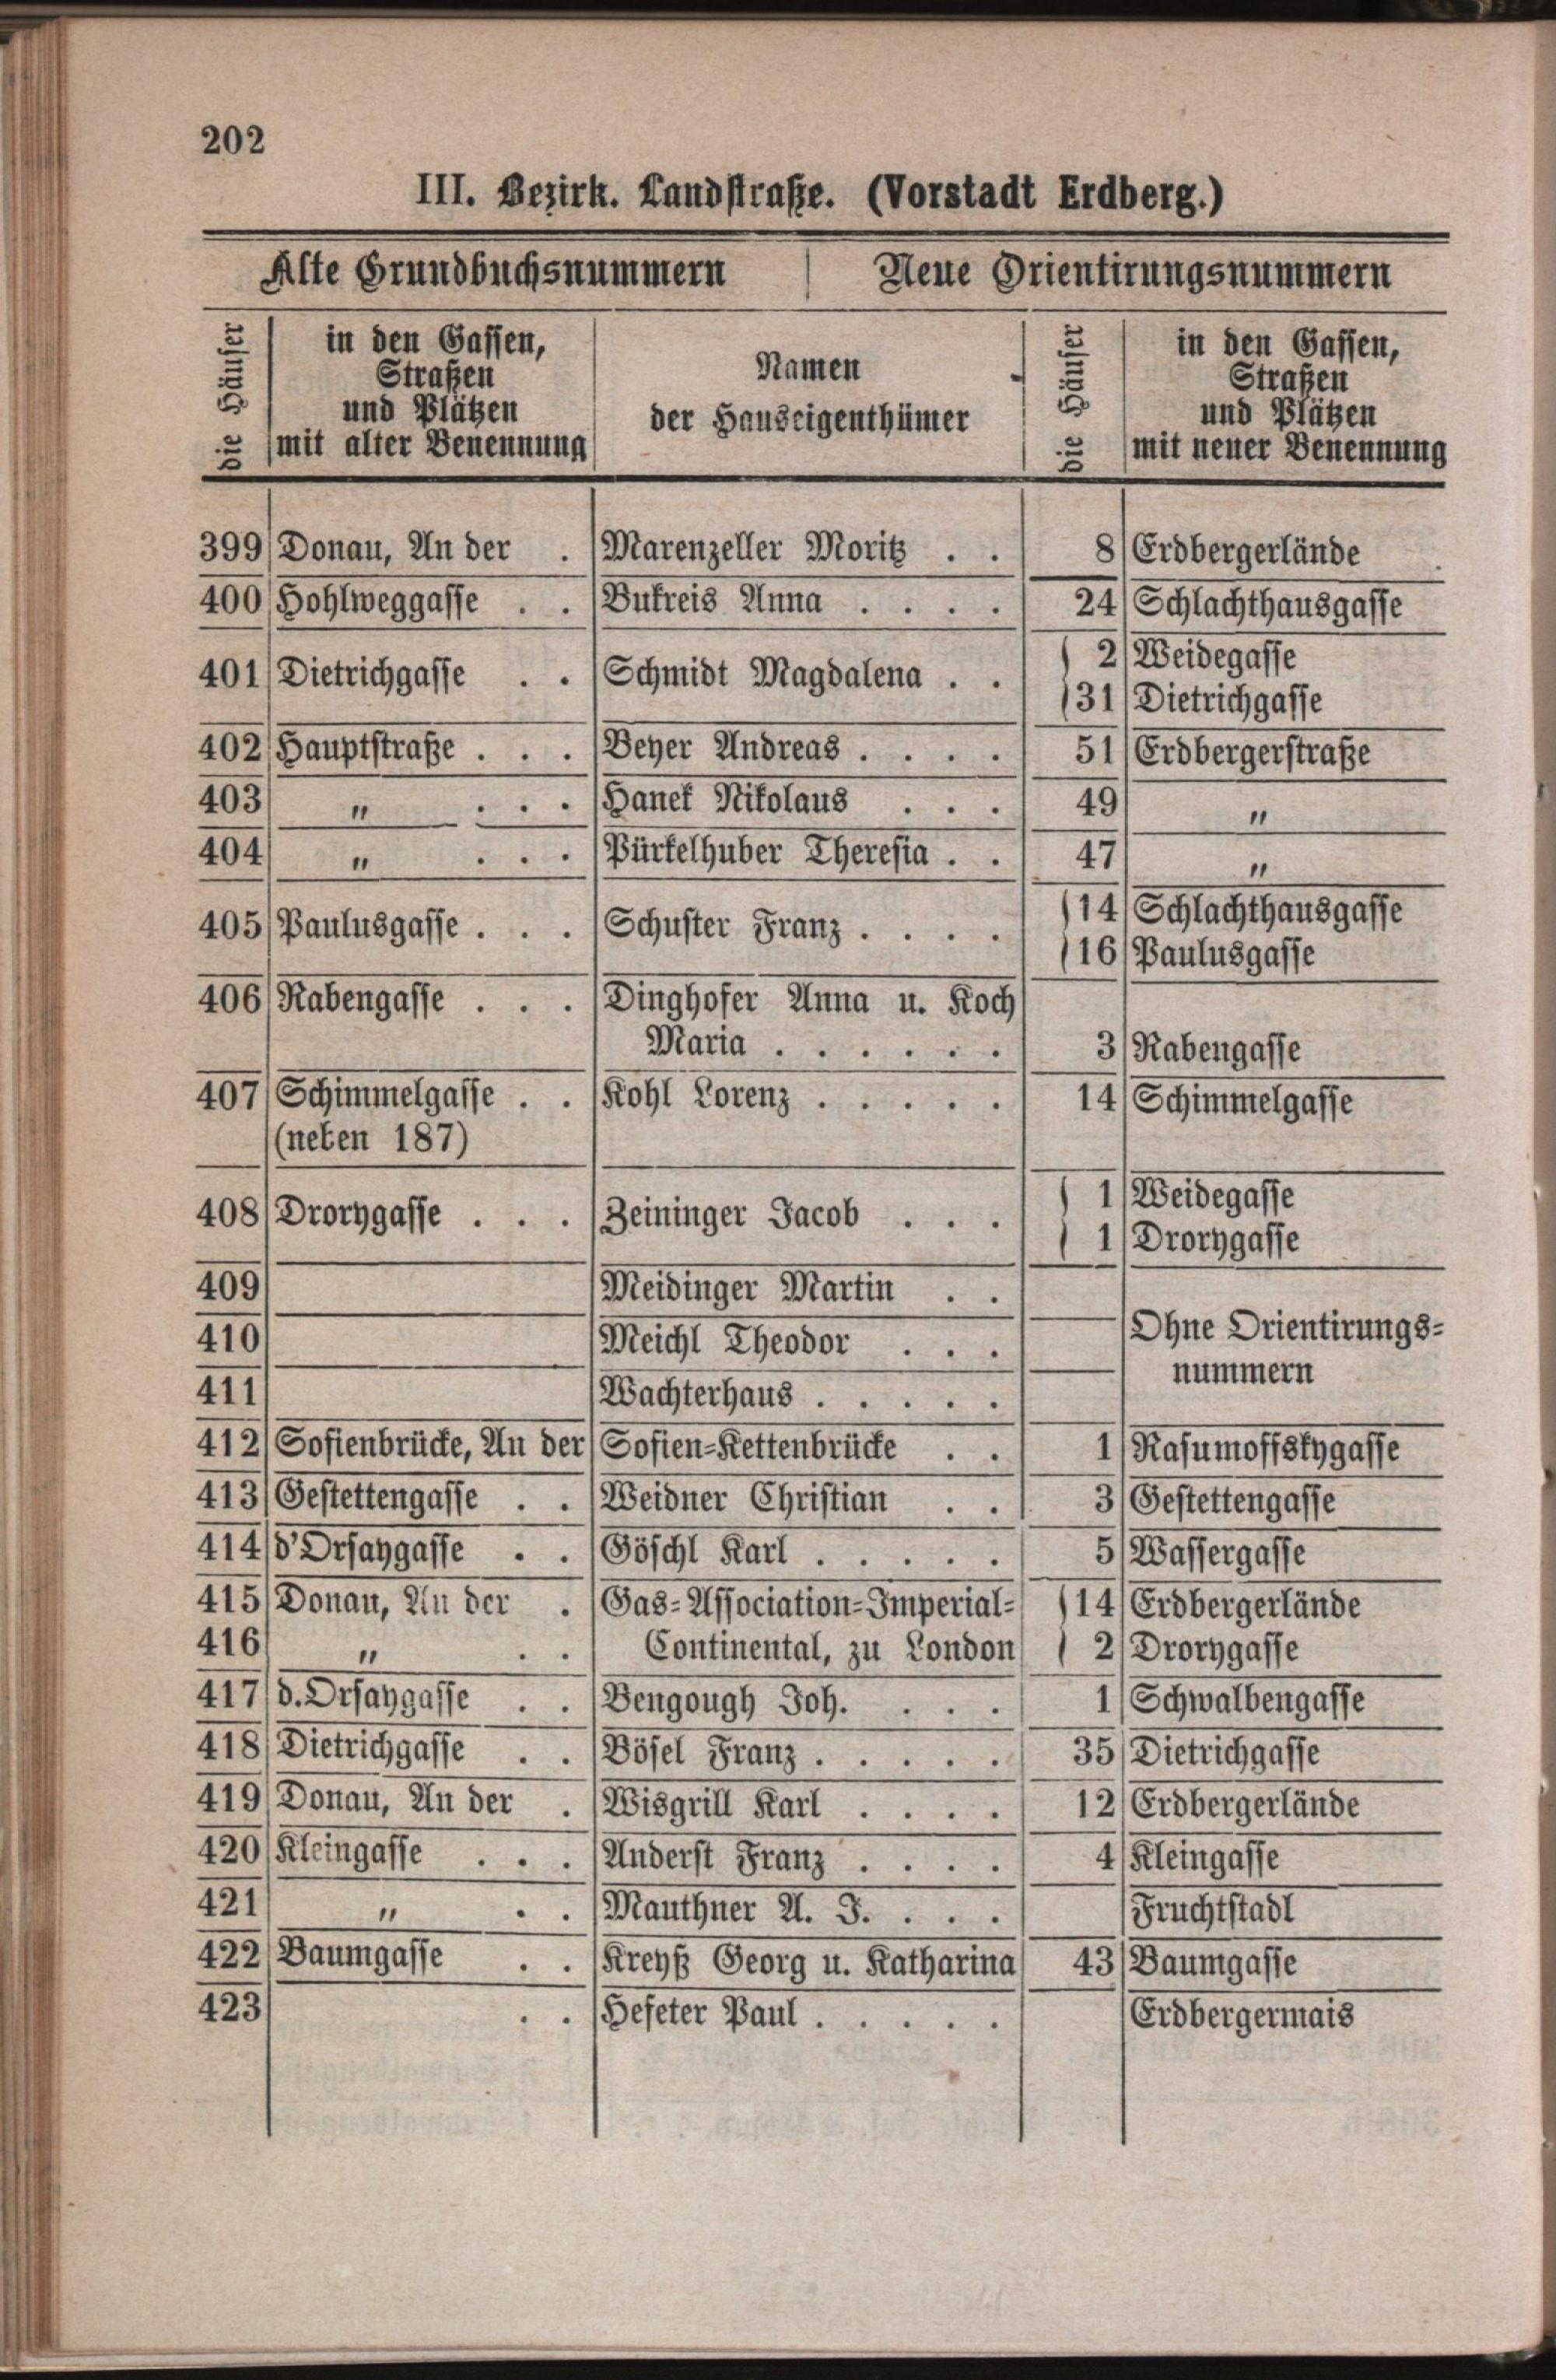 202
III. Bezirk. Landstraße. (Vorstadt Erdberg.)
Alte Grundbuchsnummern | Neue Orientirungsnummern
die Häuser | in den Gassen, Straßen und Plätzen mit alter Benennung | Namen der Hauseigenthümer | die Häuser | in den Gassen, Straßen und Plätzen mit neuer Benennung
399 Donau, An der . Marenzeller Moritz . . 8 Erdbergerlände
400 Hohlweggasse . . Bukreis Anna . . . . 24 Schlachthausgasse
401 Dietrichgasse . . Schmidt Magdalena . . 2 Weidegasse
31 Dietrichgasse
402 Hauptstraße . . . Beyer Andreas . . . . 51 Erdbergerstraße
403 " . . . Hanek Nikolaus . . . 49 "
404 " . . . Pürkelhuber Theresia . . 47 "
405 Paulusgasse . . . Schuster Franz . . . . 14 Schlachthausgasse
16 Paulusgasse
406 Rabengasse . . . Dinghofer Anna u. Koch
Maria . . . . . . 3 Rabengasse
407 Schimmelgasse . . Kohl Lorenz . . . . . 14 Schimmelgasse
(neben 187)
408 Drorygasse . . . Zeininger Jacob . . . 1 Weidegasse
1 Drorygasse
409 Meidinger Martin . .
410 Meichl Theodor . . . Ohne Orientirungs-
nummern
411 Wachterhaus . . . . .
412 Sofienbrücke, An der Sofien-Kettenbrücke . . 1 Rasumoffskygasse
413 Gestettengasse . . Weidner Christian . . 3 Gestettengasse
414 d'Orsaygasse . . Göschl Karl . . . . . 5 Wassergasse
415 Donau, An der . Gas-Association-Imperial- 14 Erdbergerlände
416 " . . Continental, zu London 2 Drorygasse
417 d.Orsaygasse . . Bengough Joh. . . . 1 Schwalbengasse
418 Dietrichgasse . . Bösel Franz . . . . . 35 Dietrichgasse
419 Donau, An der . Wisgrill Karl . . . . 12 Erdbergerlände
420 Kleingasse . . . Anderst Franz . . . . 4 Kleingasse
421 " . . Mauthner A. J. . . . Fruchtstadl
422 Baumgasse . . Kreyß Georg u. Katharina 43 Baumgasse
423 . . Hefeter Paul . . . . . Erdbergermais